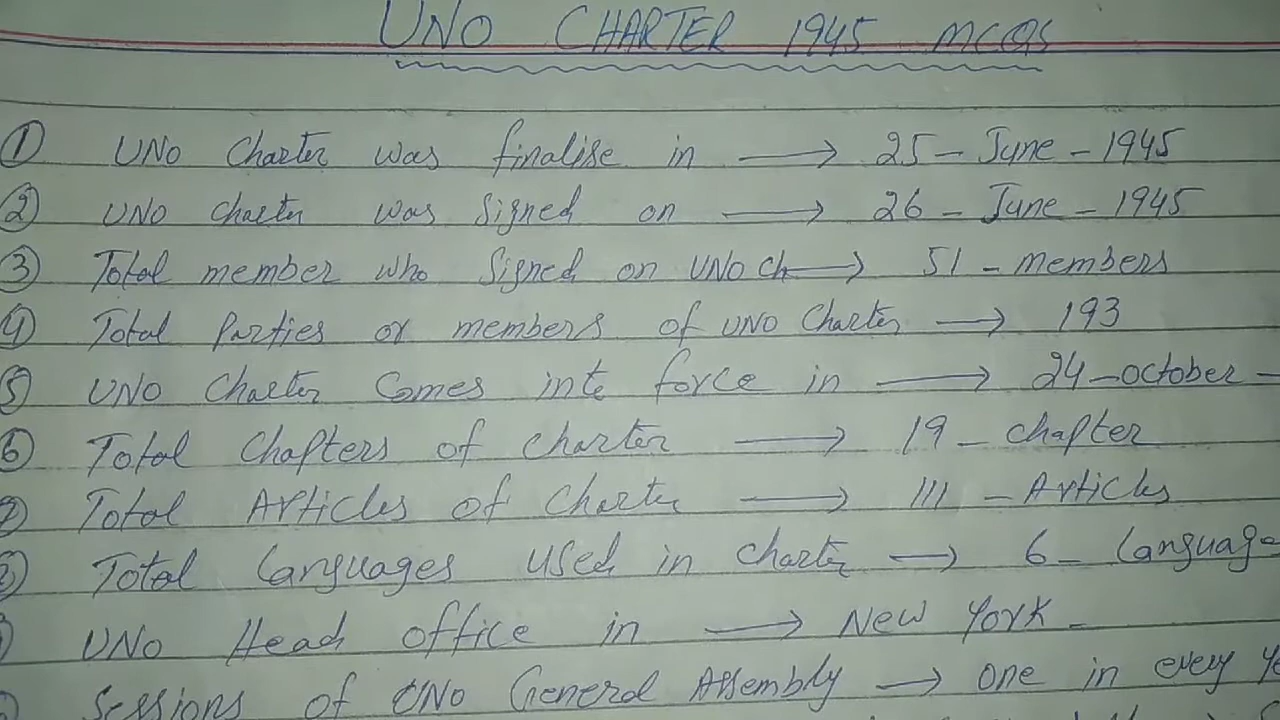 UNO CHARTER 1945 MCQS
① UNO Charter was finalise in → 25 - June - 1945
② UNO Charter was signed on → 26 - June - 1945
③ Total member who signed on UNO Ch → 51 - members
④ Total Parties or members of UNO Charter → 193
⑤ UNO Charter Comes into force in → 24 - October -
⑥ Total Chapters of Charter → 19 - chapter
⑦ Total Articles of Charter → 111 - Articles
⑧ Total languages used in charter → 6 - language
UNO Head office in → New York -
Sessions of UNO General Assembly → one in every